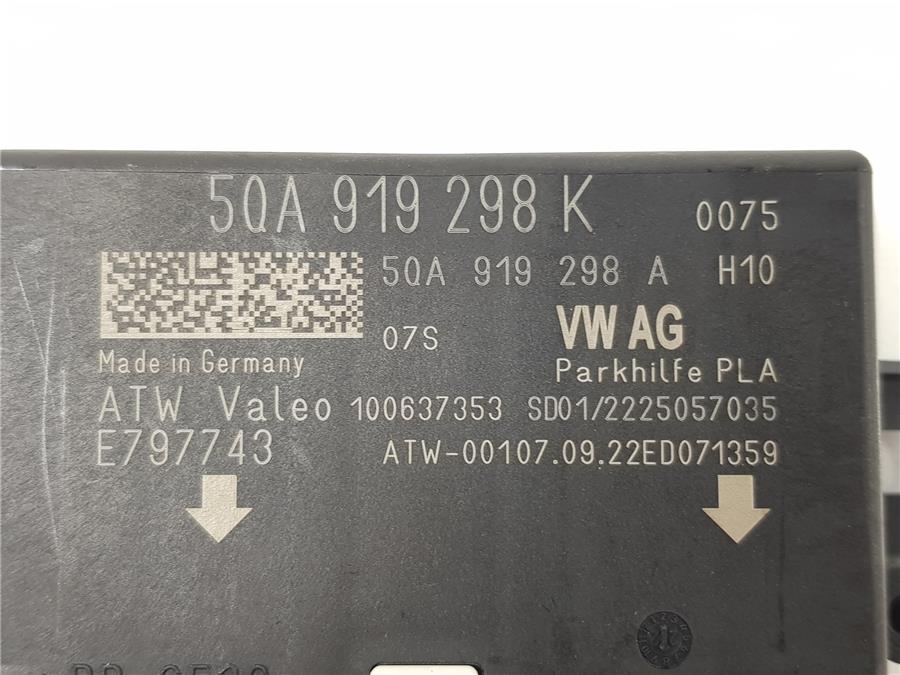 5QA 919 298 K 0075
5QA 919 298 A H10
07S VW AG
Made in Germany Parkhilfe PLA
ATW Valeo 100637353 SD01/2225057035
E797743 ATW-00107.09.22ED071359